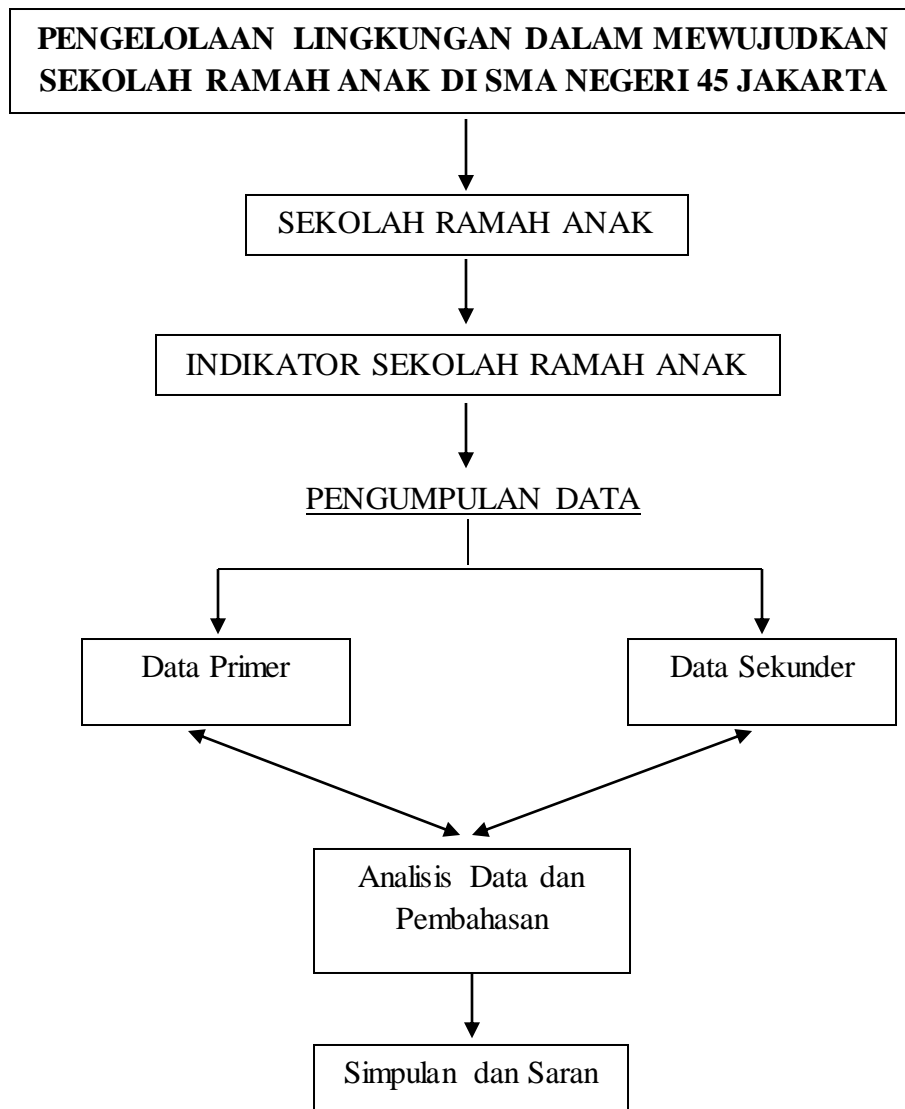 PENGELOLAAN LINGKUNGAN DALAM MEWUJUDKAN
SEKOLAH RAMAH ANAK DI SMA NEGERI 45 JAKARTA
SEKOLAH RAMAH ANAK
INDIKATOR SEKOLAH RAMAH ANAK
PENGUMPULAN DATA
Data Primer
Data Sekunder
Analisis Data dan
Pembahasan
Simpulan dan Saran